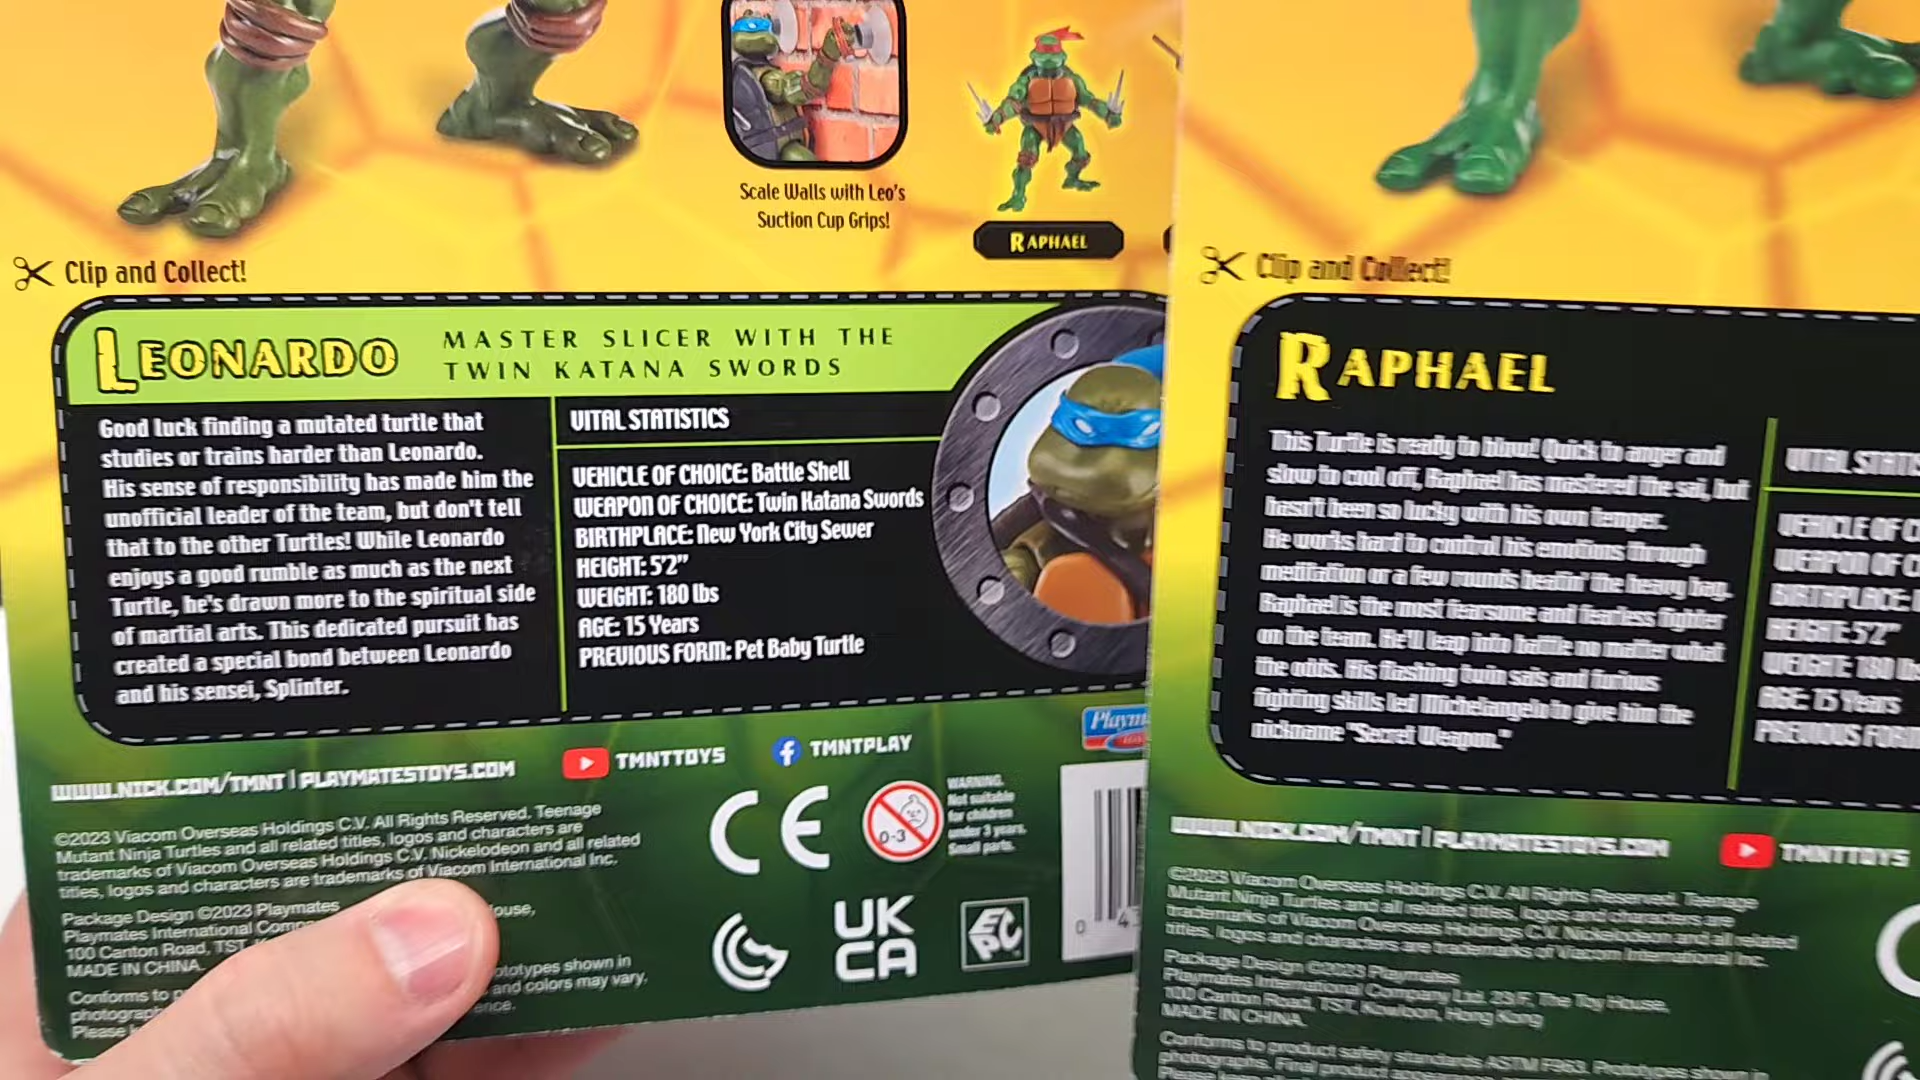 Scale Walls with Leo's
Suction Cup Grips!
RAPHAEL
Clip and Collect!
LEONARDO
MASTER SLICER WITH THE
TWIN KATANA SWORDS
Good luck finding a mutated turtle that
studies or trains harder than Leonardo.
His sense of responsibility has made him the
unofficial leader of the team, but don't tell
that to the other Turtles! While Leonardo
enjoys a good rumble as much as the next
Turtle, he's drawn more to the spiritual side
of martial arts. This dedicated pursuit has
created a special bond between Leonardo
and his sensei, Splinter.
VITAL STATISTICS
VEHICLE OF CHOICE: Battle Shell
WEAPON OF CHOICE: Twin Katana Swords
BIRTHPLACE: New York City Sewer
HEIGHT: 5'2"
WEIGHT: 180 lbs
AGE: 15 Years
PREVIOUS FORM: Pet Baby Turtle
Playm
WWW.NICK.COM/TMNT | PLAYMATESTOYS.COM
TMNTTOYS
TMNTPLAY
©2023 Viacom Overseas Holdings C.V. All Rights Reserved. Teenage
Mutant Ninja Turtles and all related titles, logos and characters are
trademarks of Viacom Overseas Holdings C.V. Nickelodeon and all related
titles, logos and characters are trademarks of Viacom International Inc.
Package Design ©2023 Playmates
Playmates International Comp ouse,
100 Canton Road, TST, K
MADE IN CHINA.
Conforms to p ototypes shown in
photograph and colors may vary.
Please
CE
0-3
WARNING.
Not suitable
for children
under 3 years.
Small parts.
UK
CA
EPC
0 43
Clip and Collect!
RAPHAEL
This Turtle is ready to blow! Quick to anger and
slow to cool off, Raphael has mastered the sai, but
hasn't been so lucky with his own temper.
He works hard to control his emotions through
meditation or a few rounds beatin' the heavy bag.
Raphael is the most fearsome and fearless fighter
on the team. He'll leap into battle no matter what
the odds. His flashing twin sais and furious
fighting skills led Michelangelo to give him the
nickname "Secret Weapon."
VITAL STATIS
VEHICLE OF C
WEAPON OF C
BIRTHPLACE:
HEIGHT: 5'2"
WEIGHT: 180 lb
AGE: 15 Years
PREVIOUS FORM
WWW.NICK.COM/TMNT | PLAYMATESTOYS.COM
TMNTTOYS
©2023 Viacom Overseas Holdings C.V. All Rights Reserved. Teenage
Mutant Ninja Turtles and all related titles, logos and characters are
trademarks of Viacom Overseas Holdings C.V. Nickelodeon and all related
titles, logos and characters are trademarks of Viacom International Inc.
Package Design ©2023 Playmates
Playmates International Company Ltd. 23/F, The Toy House,
100 Canton Road, TST, Kowloon, Hong Kong
MADE IN CHINA.
Conforms to product safety standards ASTM F963. Prototypes shown in
photographs. Final product
Please